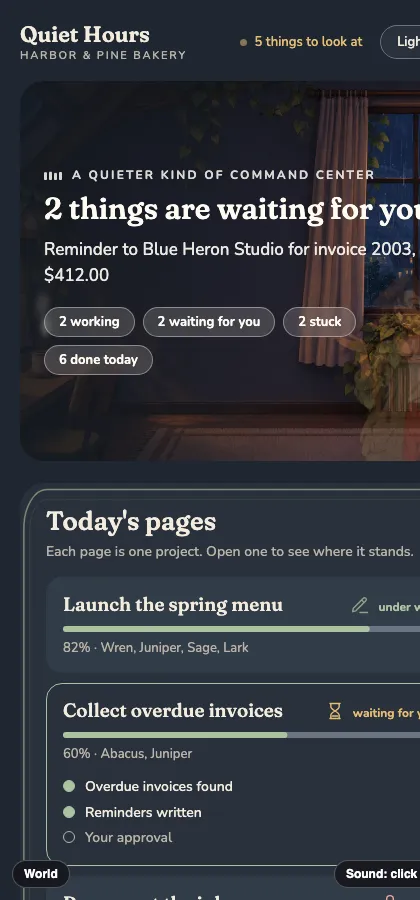 Quiet Hours
HARBOR & PINE BAKERY
5 things to look at
A QUIETER KIND OF COMMAND CENTER
2 things are waiting for
Reminder to Blue Heron Studio for invoice 2003,
$412.00
2 working
2 waiting for you
2 stuck
6 done today
Today's pages
Each page is one project. Open one to see where it stands.
Launch the spring menu
under
82% · Wren, Juniper, Sage, Lark
Collect overdue invoices
waiting for
60% · Abacus, Juniper
Overdue invoices found
Reminders written
Your approval
World
Sound: click